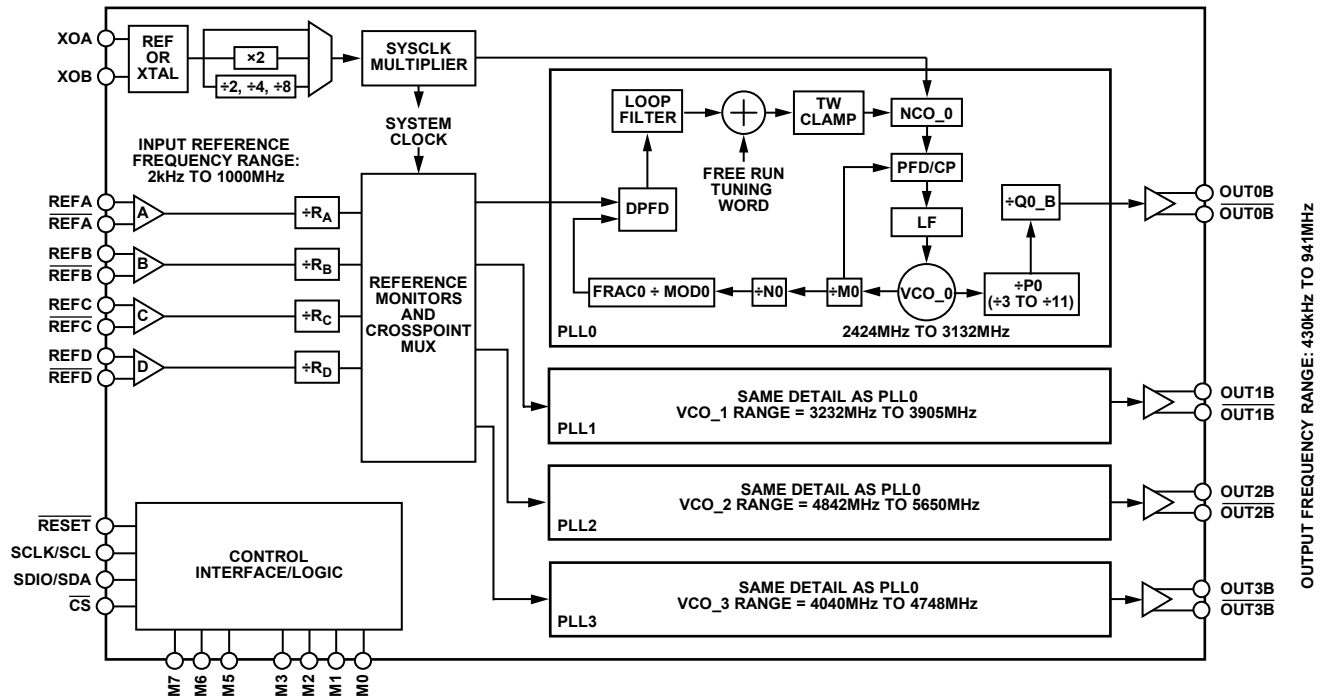 XOA
XOB
REF
OR
XTAL
×2
÷2, ÷4, ÷8
SYSCLK
MULTIPLIER
SYSTEM
CLOCK
INPUT REFERENCE
FREQUENCY RANGE:
2kHz TO 1000MHz
REFA
REFA
A
÷RA
REFB
REFB
B
÷RB
REFC
REFC
C
÷RC
REFD
REFD
D
÷RD
REFERENCE
MONITORS
AND
CROSSPOINT
MUX
LOOP
FILTER
FREE RUN
TUNING
WORD
TW
CLAMP
NCO_0
PFD/CP
LF
DPFD
FRAC0 ÷ MOD0
÷N0
÷M0
VCO_0
÷P0
(÷3 TO ÷11)
÷Q0_B
2424MHz TO 3132MHz
PLL0
OUT0B
OUT0B
SAME DETAIL AS PLL0
VCO_1 RANGE = 3232MHz TO 3905MHz
PLL1
OUT1B
OUT1B
SAME DETAIL AS PLL0
VCO_2 RANGE = 4842MHz TO 5650MHz
PLL2
OUT2B
OUT2B
SAME DETAIL AS PLL0
VCO_3 RANGE = 4040MHz TO 4748MHz
PLL3
OUT3B
OUT3B
OUTPUT FREQUENCY RANGE: 430kHz TO 941MHz
RESET
SCLK/SCL
SDIO/SDA
CS
CONTROL
INTERFACE/LOGIC
M7
M6
M5
M3
M2
M1
M0